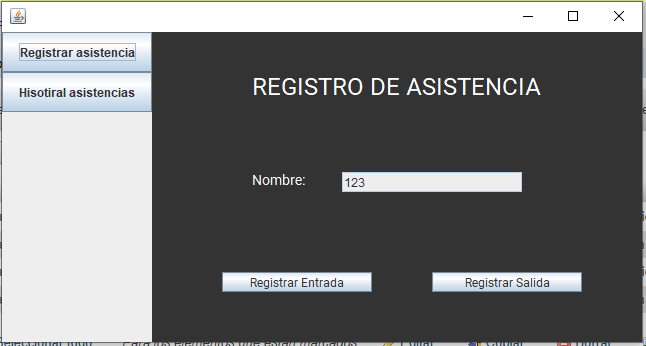 Registrar asistencia
Hisotiral asistencias
REGISTRO DE ASISTENCIA
Nombre:
123
Registrar Entrada
Registrar Salida